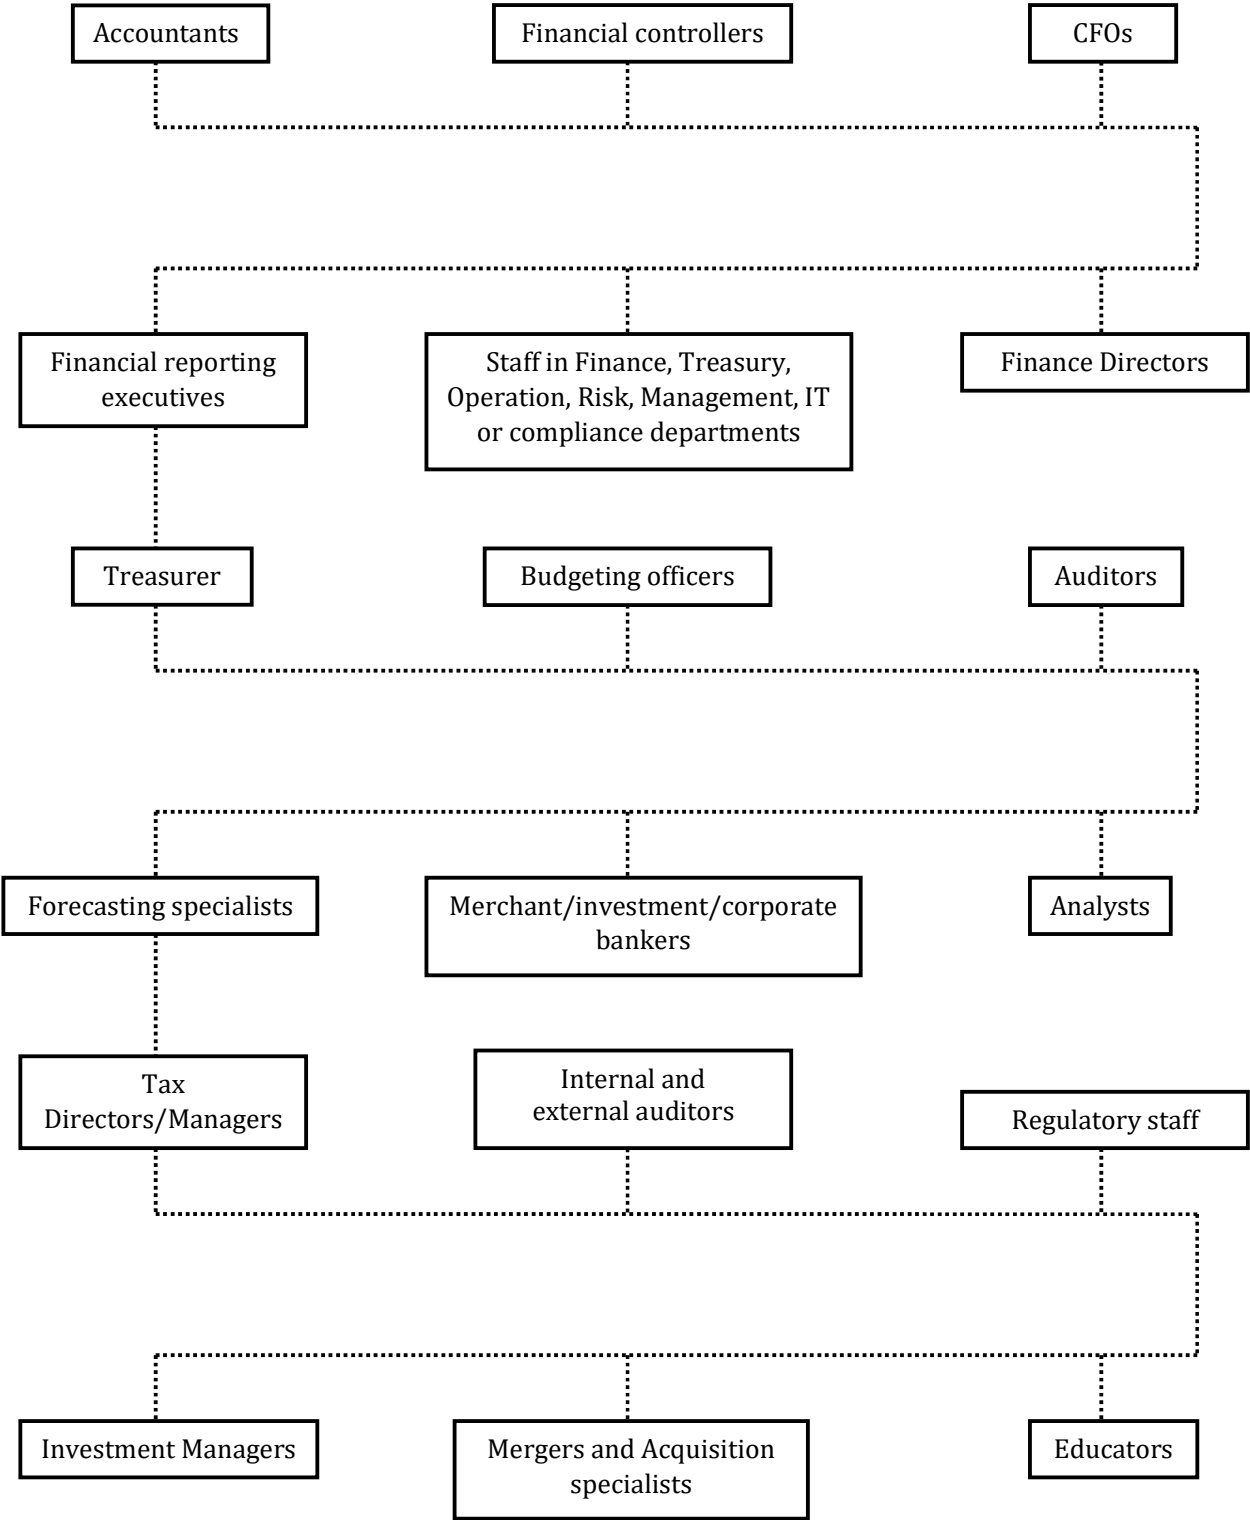 Accountants
Financial controllers
CFOs
Financial reporting
executives
Staff in Finance, Treasury,
Operation, Risk, Management, IT
or compliance departments
Finance Directors
Treasurer
Budgeting officers
Auditors
Forecasting specialists
Merchant/investment/corporate
bankers
Analysts
Tax
Directors/Managers
Internal and
external auditors
Regulatory staff
Investment Managers
Mergers and Acquisition
specialists
Educators